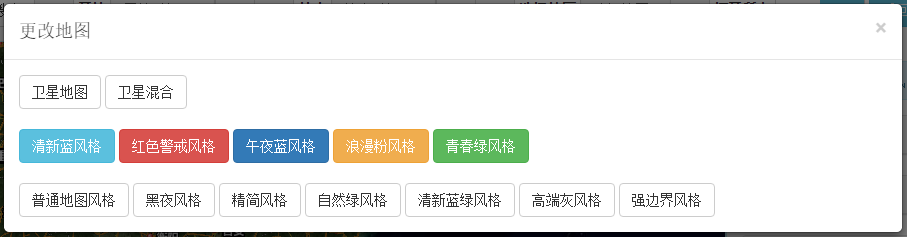 更改地图 ×
卫星地图 卫星混合
清新蓝风格 红色警戒风格 午夜蓝风格 浪漫粉风格 青春绿风格
普通地图风格 黑夜风格 精简风格 自然绿风格 清新蓝绿风格 高端灰风格 强边界风格